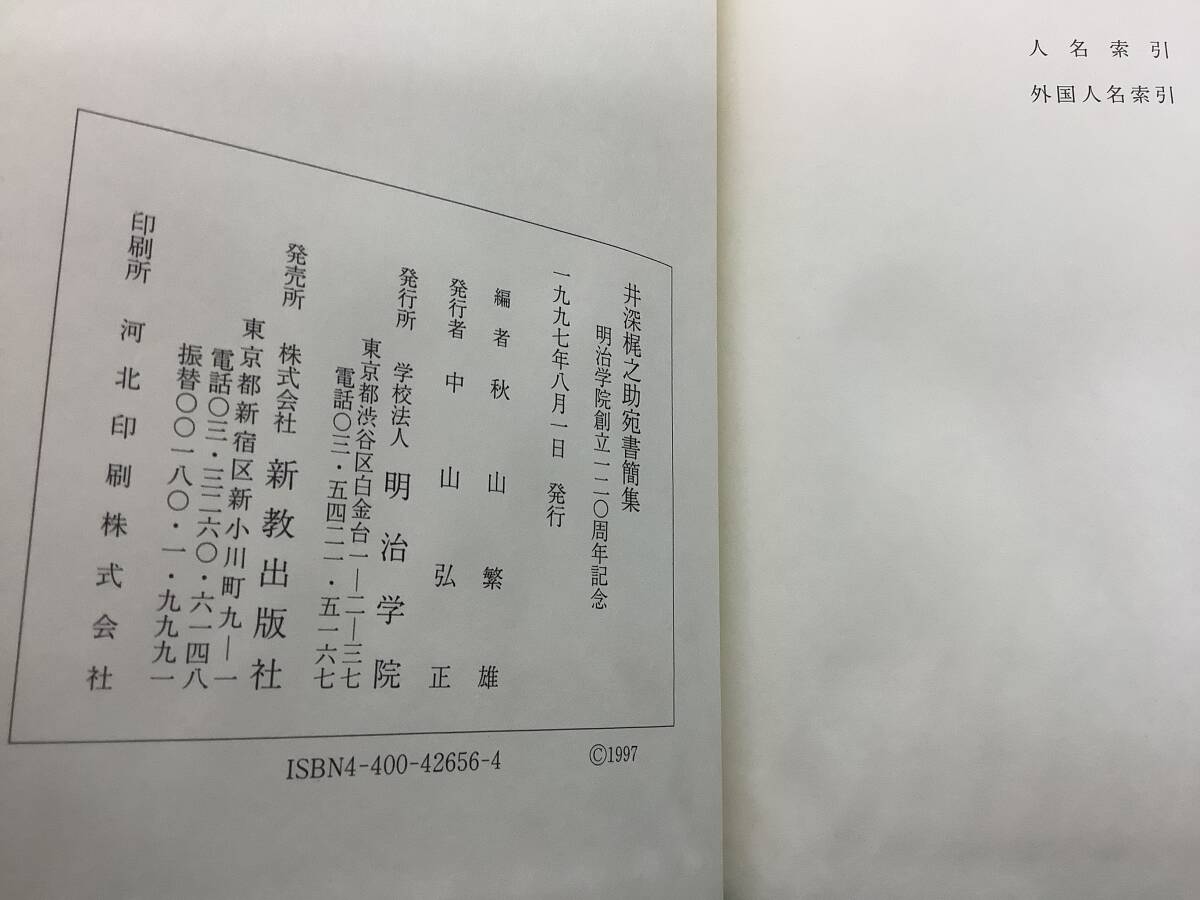 人名索引
外国人名索引
井深梶之助宛書簡集
明治学院創立一二〇周年記念
一九九七年八月一日 発行
編者 秋山繁雄
発行者 中山弘正
発行所 学校法人 明治学院
東京都渋谷区白金台一―二―三七
電話〇三・五四二一・五一六七
発売所 株式会社 新教出版社
東京都新宿区新小川町九―一
電話〇三・三二六〇・六一四八
振替〇〇一八〇・一・九九九一
印刷所 河北印刷株式会社
ISBN4-400-42656-4
©1997